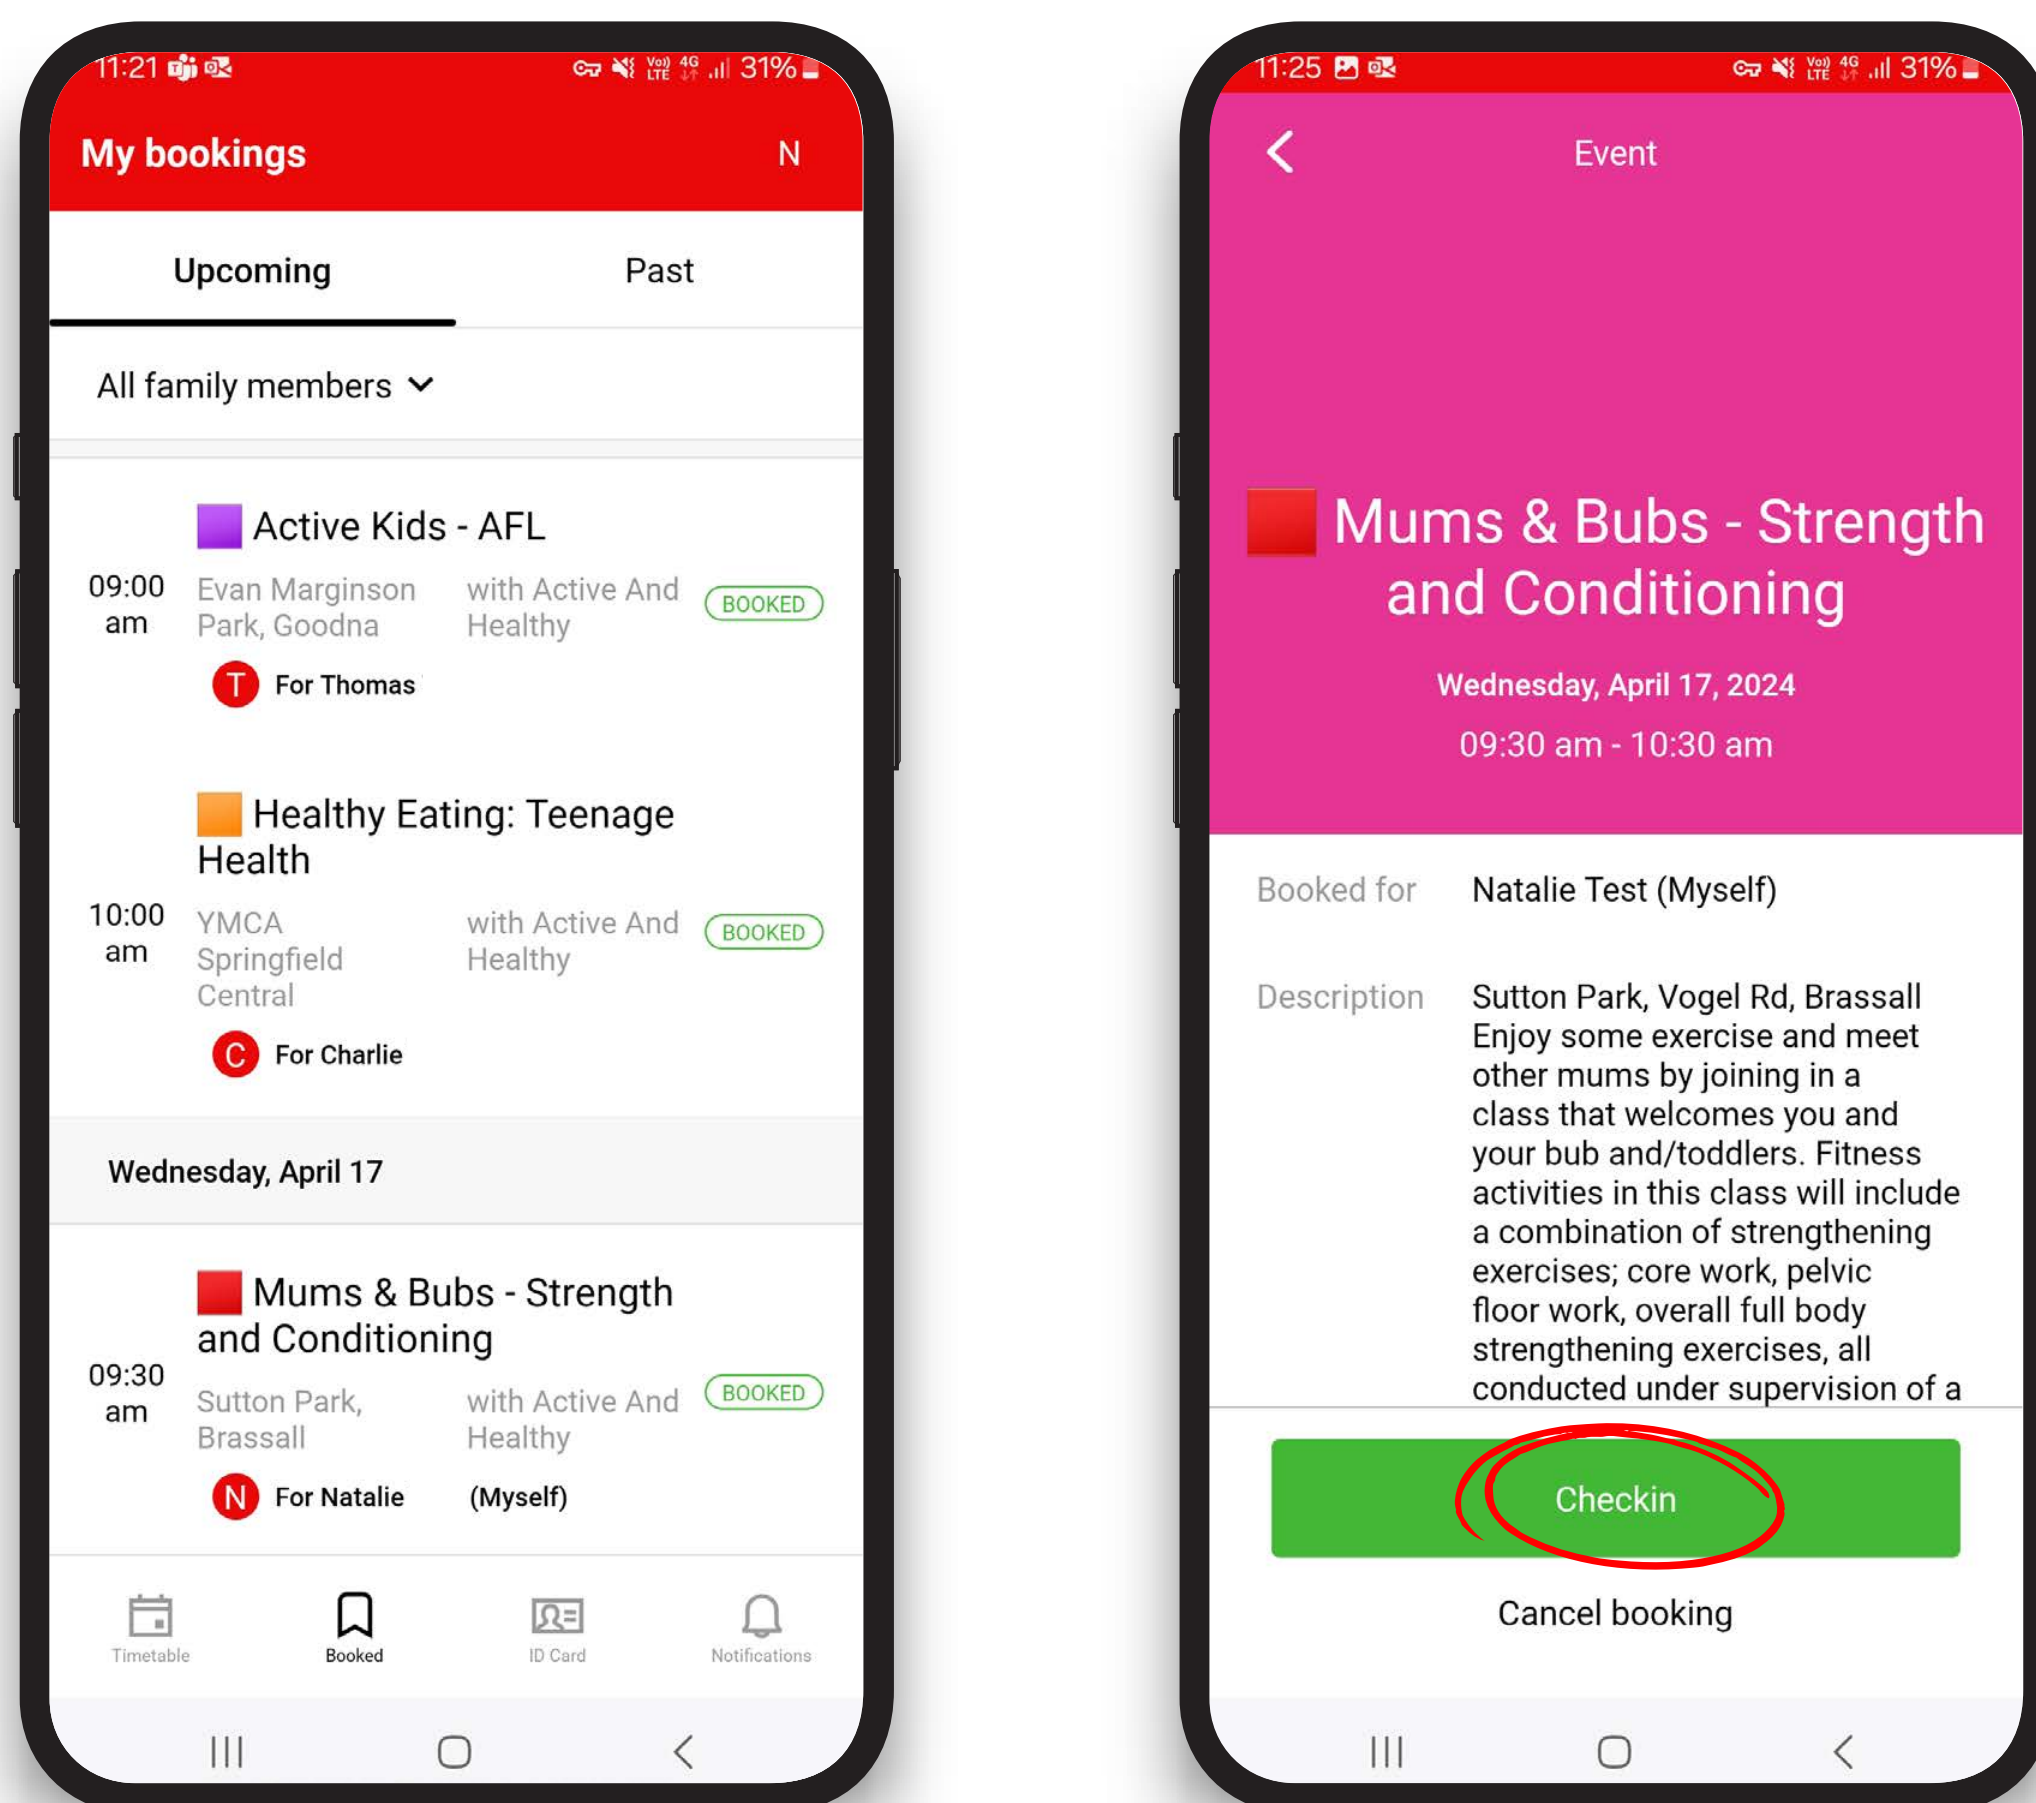 11:21
Vo)) LTE 4G 31%
My bookings
N
Upcoming
Past
All family members
Active Kids - AFL
09:00 am
Evan Marginson
Park, Goodna
with Active And
Healthy
BOOKED
T For Thomas
Healthy Eating: Teenage
Health
10:00 am
YMCA
Springfield
Central
with Active And
Healthy
BOOKED
C For Charlie
Wednesday, April 17
Mums & Bubs - Strength
and Conditioning
09:30 am
Sutton Park,
Brassall
with Active And
Healthy
BOOKED
N For Natalie (Myself)
Timetable
Booked
ID Card
Notifications
11:25
Vo)) LTE 4G 31%
Event
Mums & Bubs - Strength
and Conditioning
Wednesday, April 17, 2024
09:30 am - 10:30 am
Booked for
Natalie Test (Myself)
Description
Sutton Park, Vogel Rd, Brassall
Enjoy some exercise and meet
other mums by joining in a
class that welcomes you and
your bub and/toddlers. Fitness
activities in this class will include
a combination of strengthening
exercises; core work, pelvic
floor work, overall full body
strengthening exercises, all
conducted under supervision of a
Checkin
Cancel booking